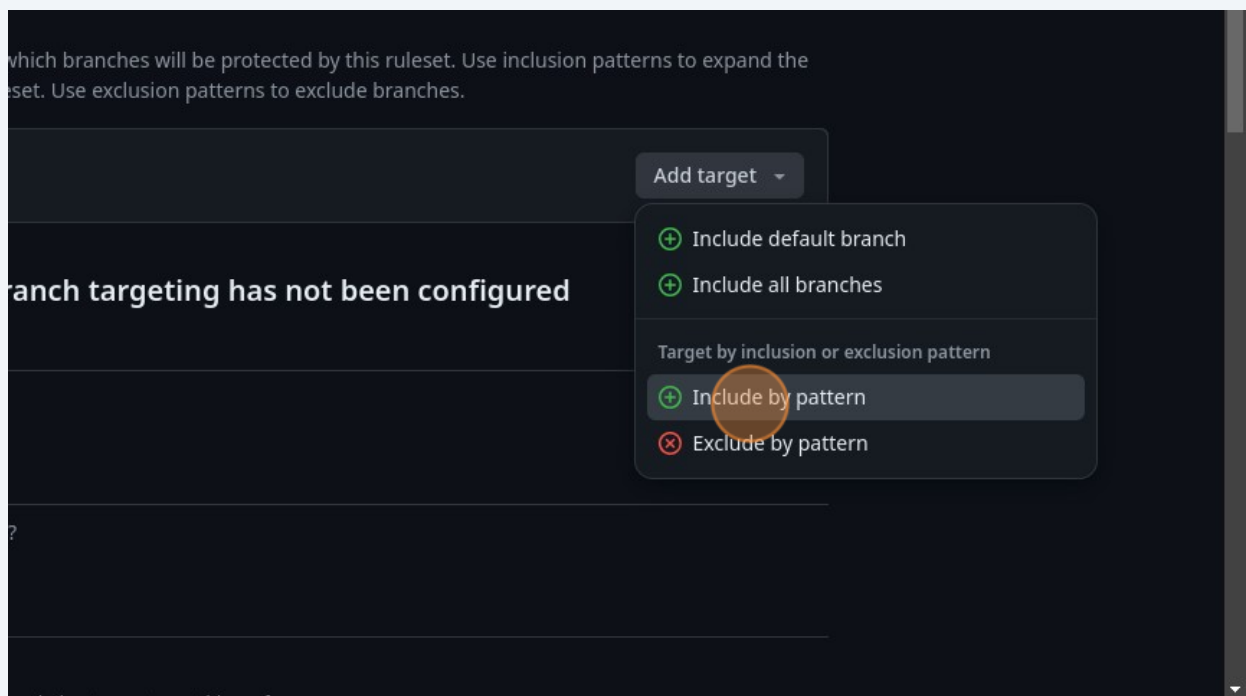 which branches will be protected by this ruleset. Use inclusion patterns to expand the
eset. Use exclusion patterns to exclude branches.
Add target
Include default branch
Include all branches
ranch targeting has not been configured
Target by inclusion or exclusion pattern
Include by pattern
Exclude by pattern
?